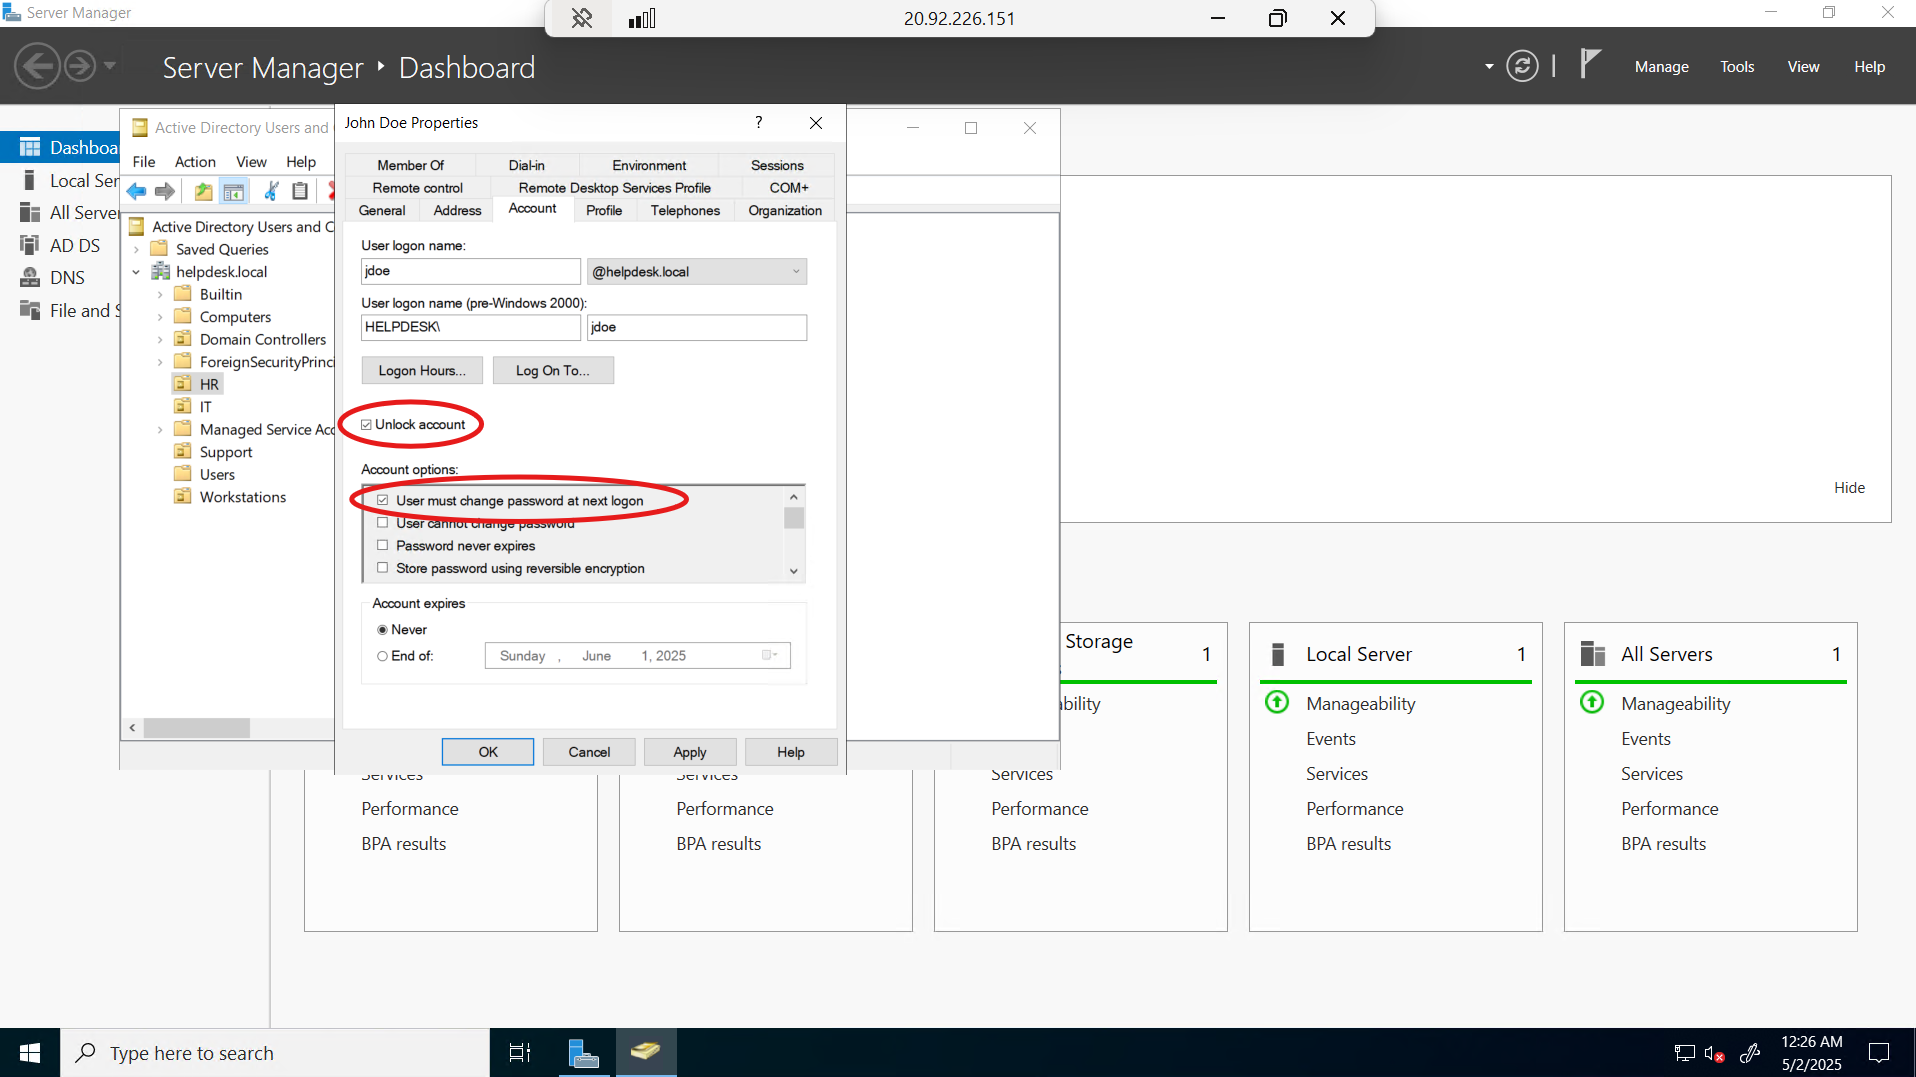 Server Manager
20.92.226.151
Server Manager ‣ Dashboard
Manage Tools View Help
Dashboa
Local Ser
All Server
AD DS
DNS
File and S
Active Directory Users and
File Action View Help
Active Directory Users and C
Saved Queries
helpdesk.local
Builtin
Computers
Domain Controllers
ForeignSecurityPrinci
HR
IT
Managed Service Acc
Support
Users
Workstations
John Doe Properties ?
Member Of Dial-in Environment Sessions
Remote control Remote Desktop Services Profile COM+
General Address Account Profile Telephones Organization
User logon name:
jdoe @helpdesk.local
User logon name (pre-Windows 2000):
HELPDESK\ jdoe
Logon Hours... Log On To...
Unlock account
Account options:
User must change password at next logon
User cannot change password
Password never expires
Store password using reversible encryption
Account expires
Never
End of: Sunday , June 1, 2025
OK Cancel Apply Help
Hide
Services
Performance
BPA results
Services
Performance
BPA results
Storage 1
bility
Services
Performance
BPA results
Local Server 1
Manageability
Events
Services
Performance
BPA results
All Servers 1
Manageability
Events
Services
Performance
BPA results
Type here to search
12:26 AM
5/2/2025